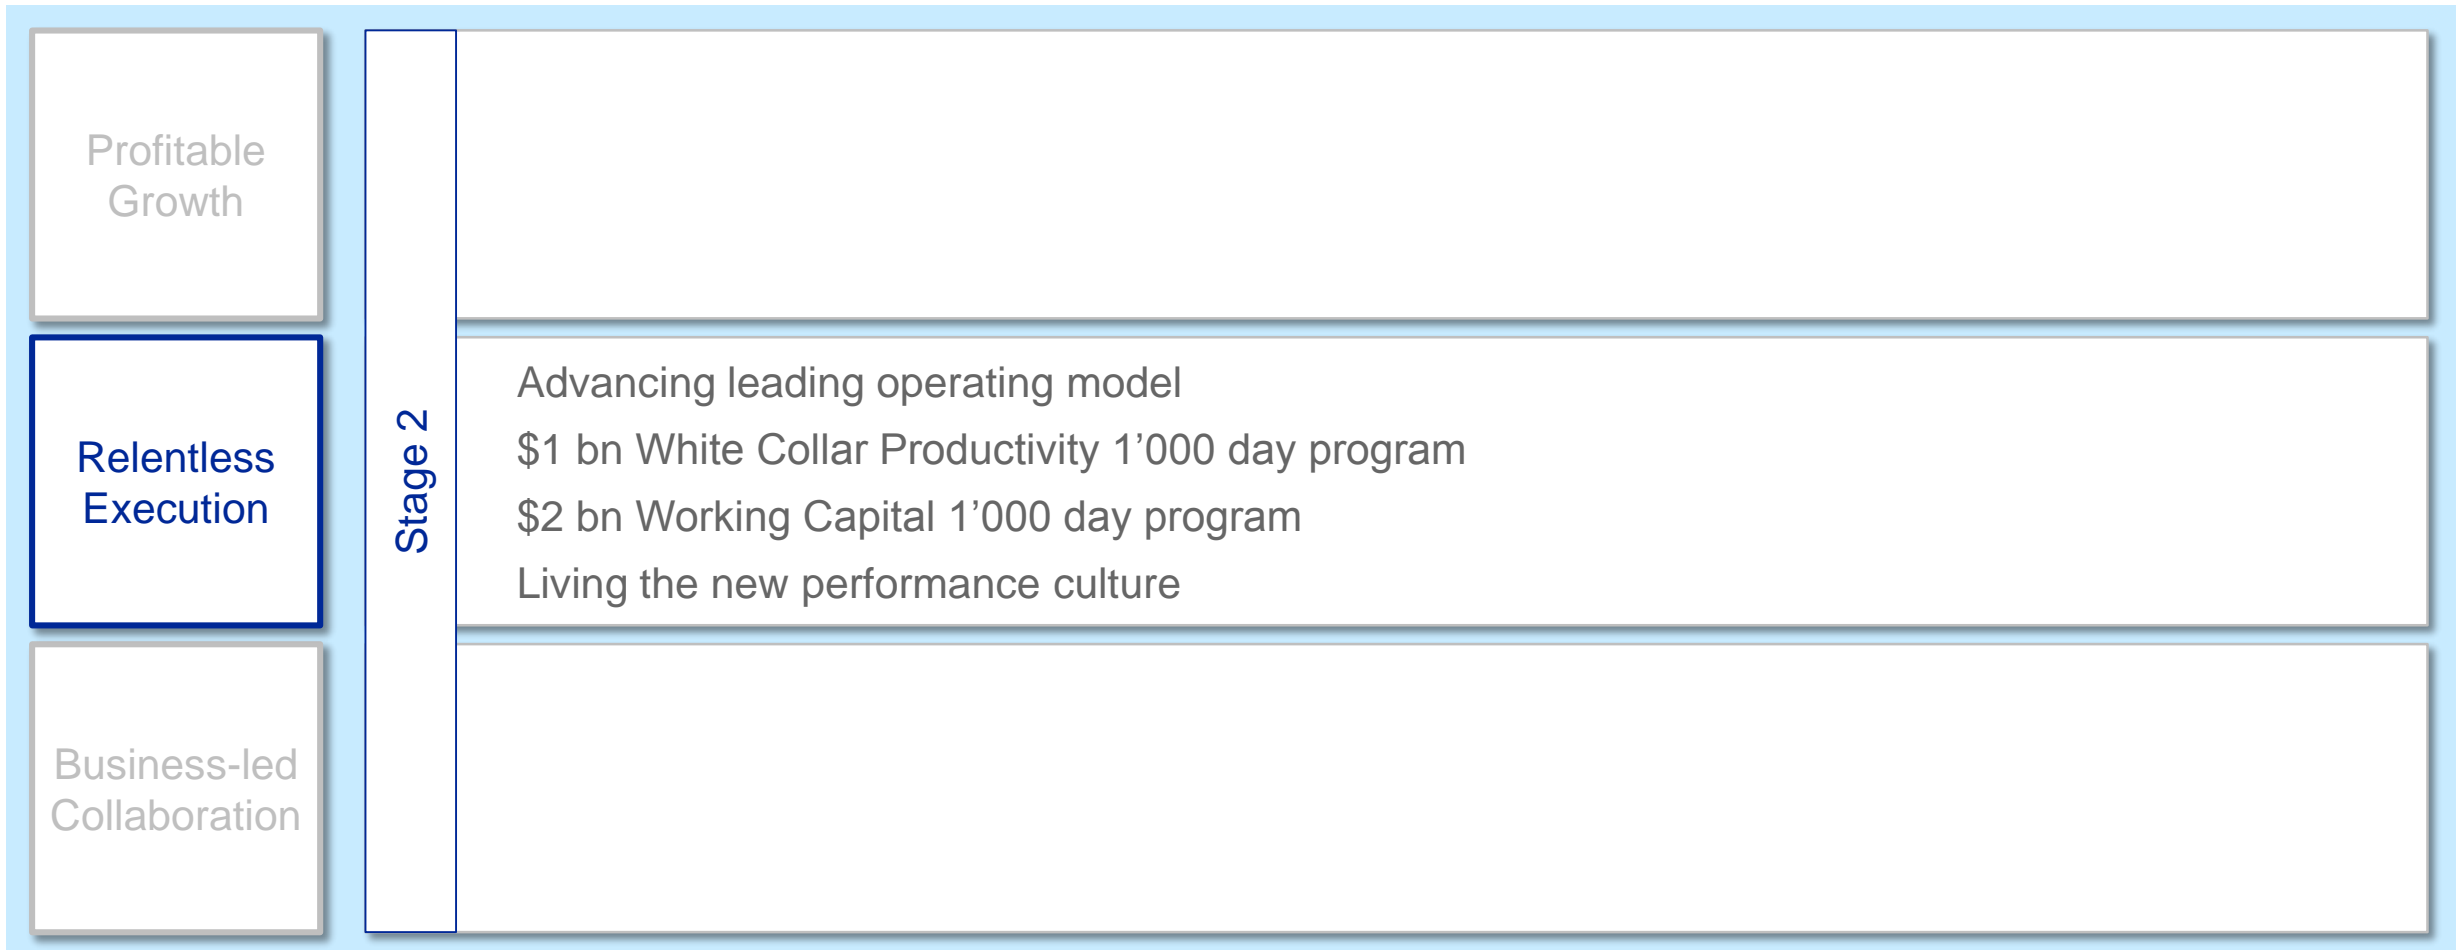 Profitable
Growth
Relentless
Execution
Business-led
Collaboration
Stage 2
Advancing leading operating model
$1 bn White Collar Productivity 1’000 day program
$2 bn Working Capital 1’000 day program
Living the new performance culture